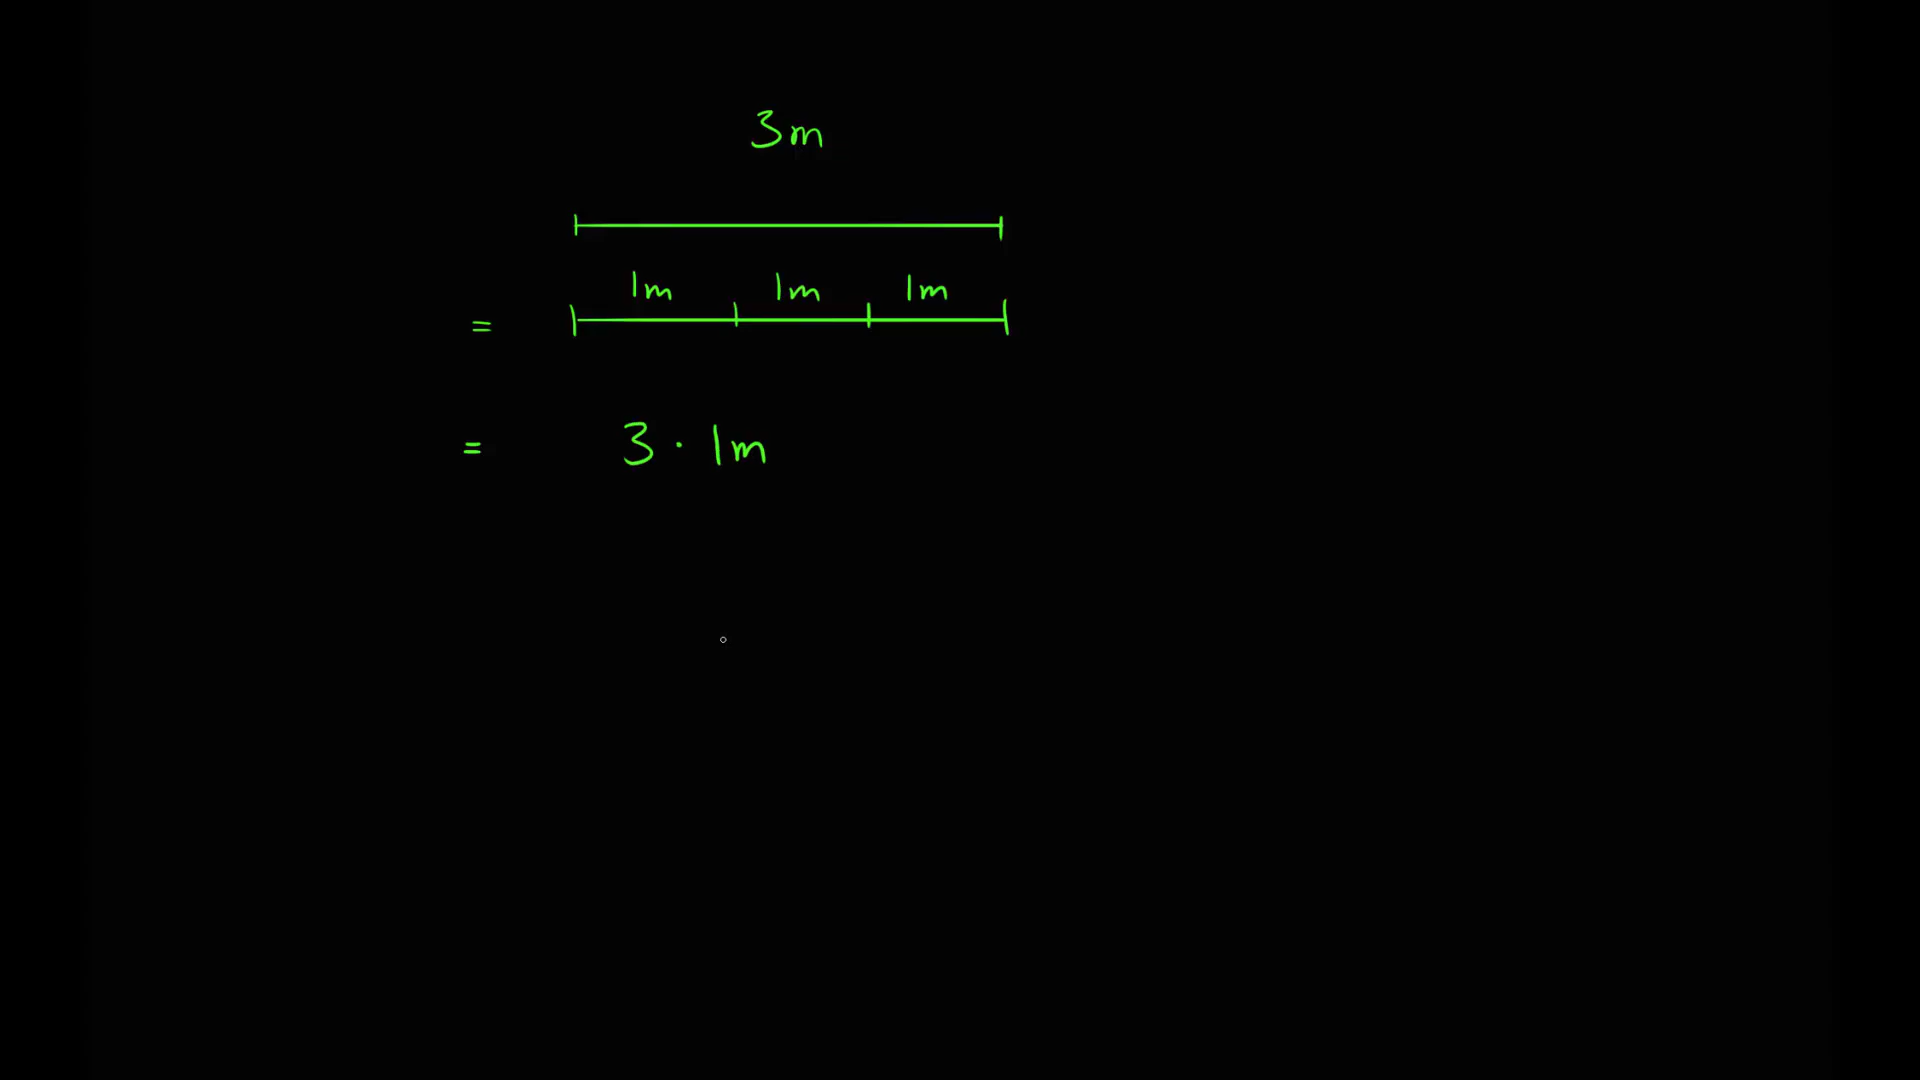 3m
1m 1m 1m
=
= 3 · 1m